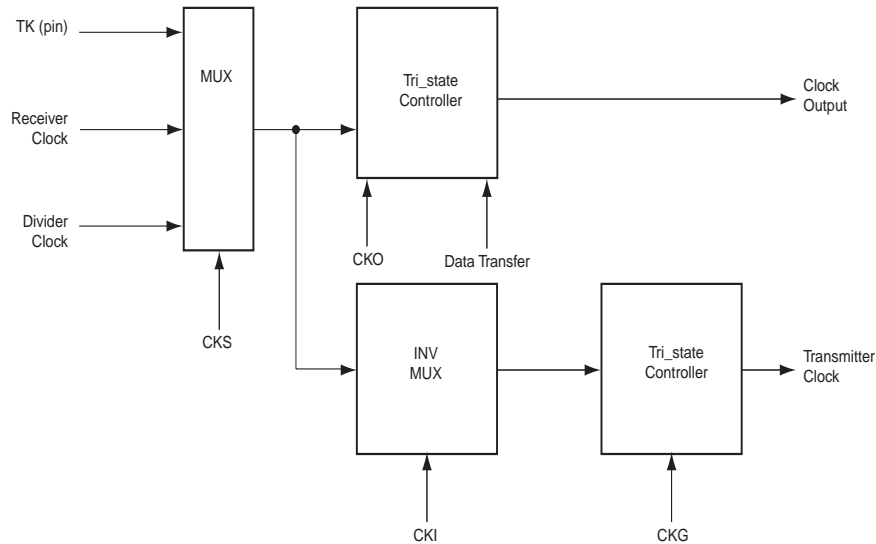 TK (pin)
MUX
Tri_state
Controller
Clock
Output
Receiver
Clock
Divider
Clock
CKO
Data Transfer
CKS
INV
MUX
Tri_state
Controller
Transmitter
Clock
CKI
CKG